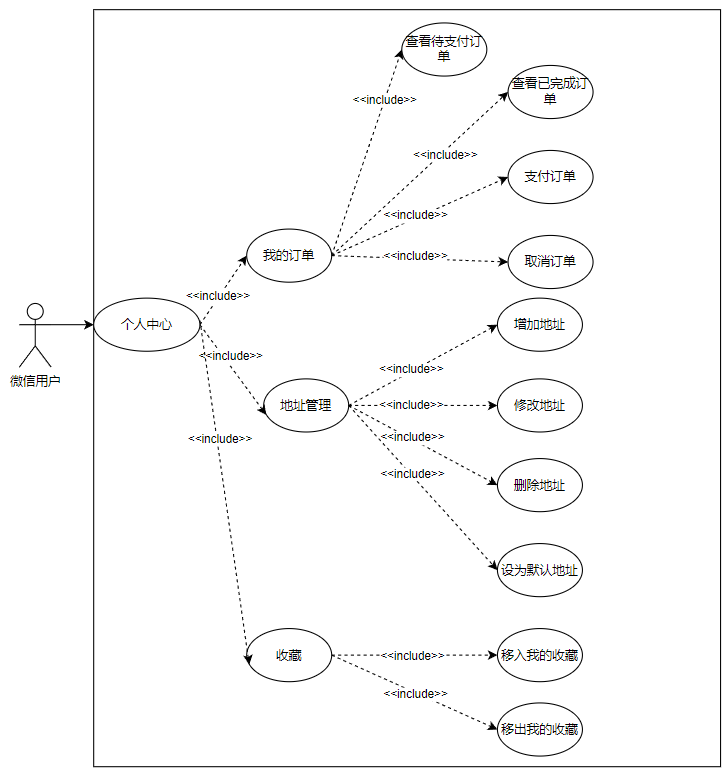 查看待支付订
单
<<include>>
查看已完成订
单
<<include>>
支付订单
<<include>>
我的订单
<<include>>
取消订单
<<include>>
个人中心
微信用户
<<include>>
增加地址
<<include>>
地址管理
<<include>>
修改地址
<<include>>
<<include>>
删除地址
<<include>>
设为默认地址
收藏
<<include>>
移入我的收藏
<<include>>
移出我的收藏